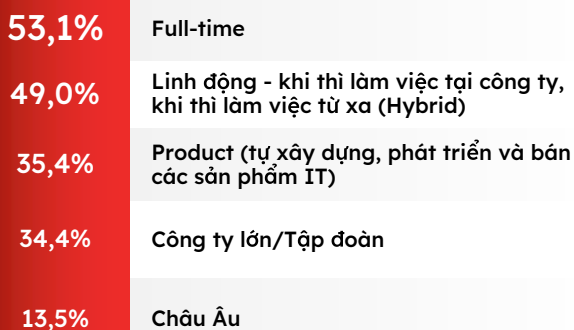 53,1% Full-time
49,0% Linh động - khi thì làm việc tại công ty,
khi thì làm việc từ xa (Hybrid)
35,4% Product (tự xây dựng, phát triển và bán
các sản phẩm IT)
34,4% Công ty lớn/Tập đoàn
13,5% Châu Âu